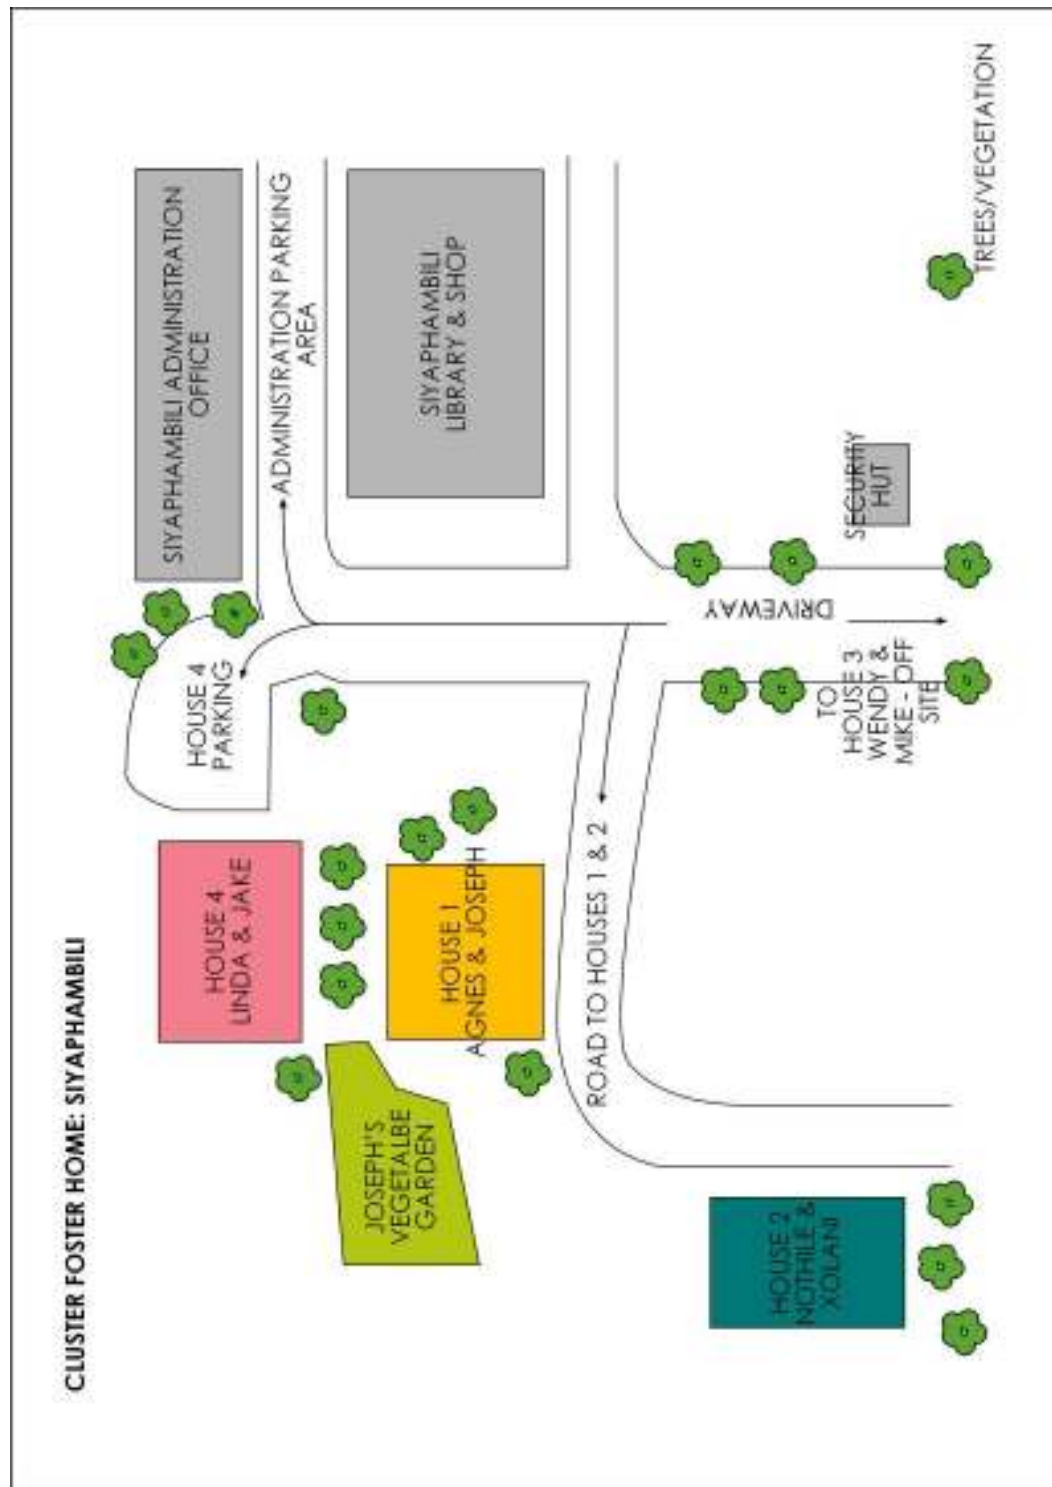 CLUSTER FOSTER HOME: SIYAPHAMBILI
SIYAPHAMBILI ADMINISTRATION
OFFICE
HOUSE 4
PARKING
HOUSE 4
LINDA & JAKE
ADMINISTRATION PARKING
AREA
JOSEPH'S
VEGETALBE
GARDEN
HOUSE 1
AGNES & JOSEPH
SIYAPHAMBILI
LIBRARY & SHOP
ROAD TO HOUSES 1 & 2
DRIVEWAY
HOUSE 2
NOTHILE &
XOLANI
TO
HOUSE 3
WENDY &
MIKE - OFF
SITE
SECURITY
HUT
TREES/VEGETATION